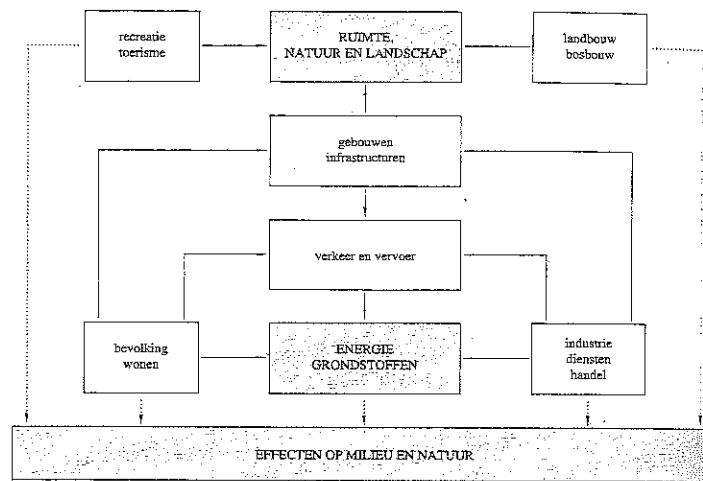 recreatie
toerisme
RUIMTE,
NATUUR EN LANDSCHAP
landbouw
bosbouw
gebouwen
infrastructuren
verkeer en vervoer
bevolking
wonen
ENERGIE
GRONDSTOFFEN
industrie
diensten
handel
EFFECTEN OP MILIEU EN NATUUR